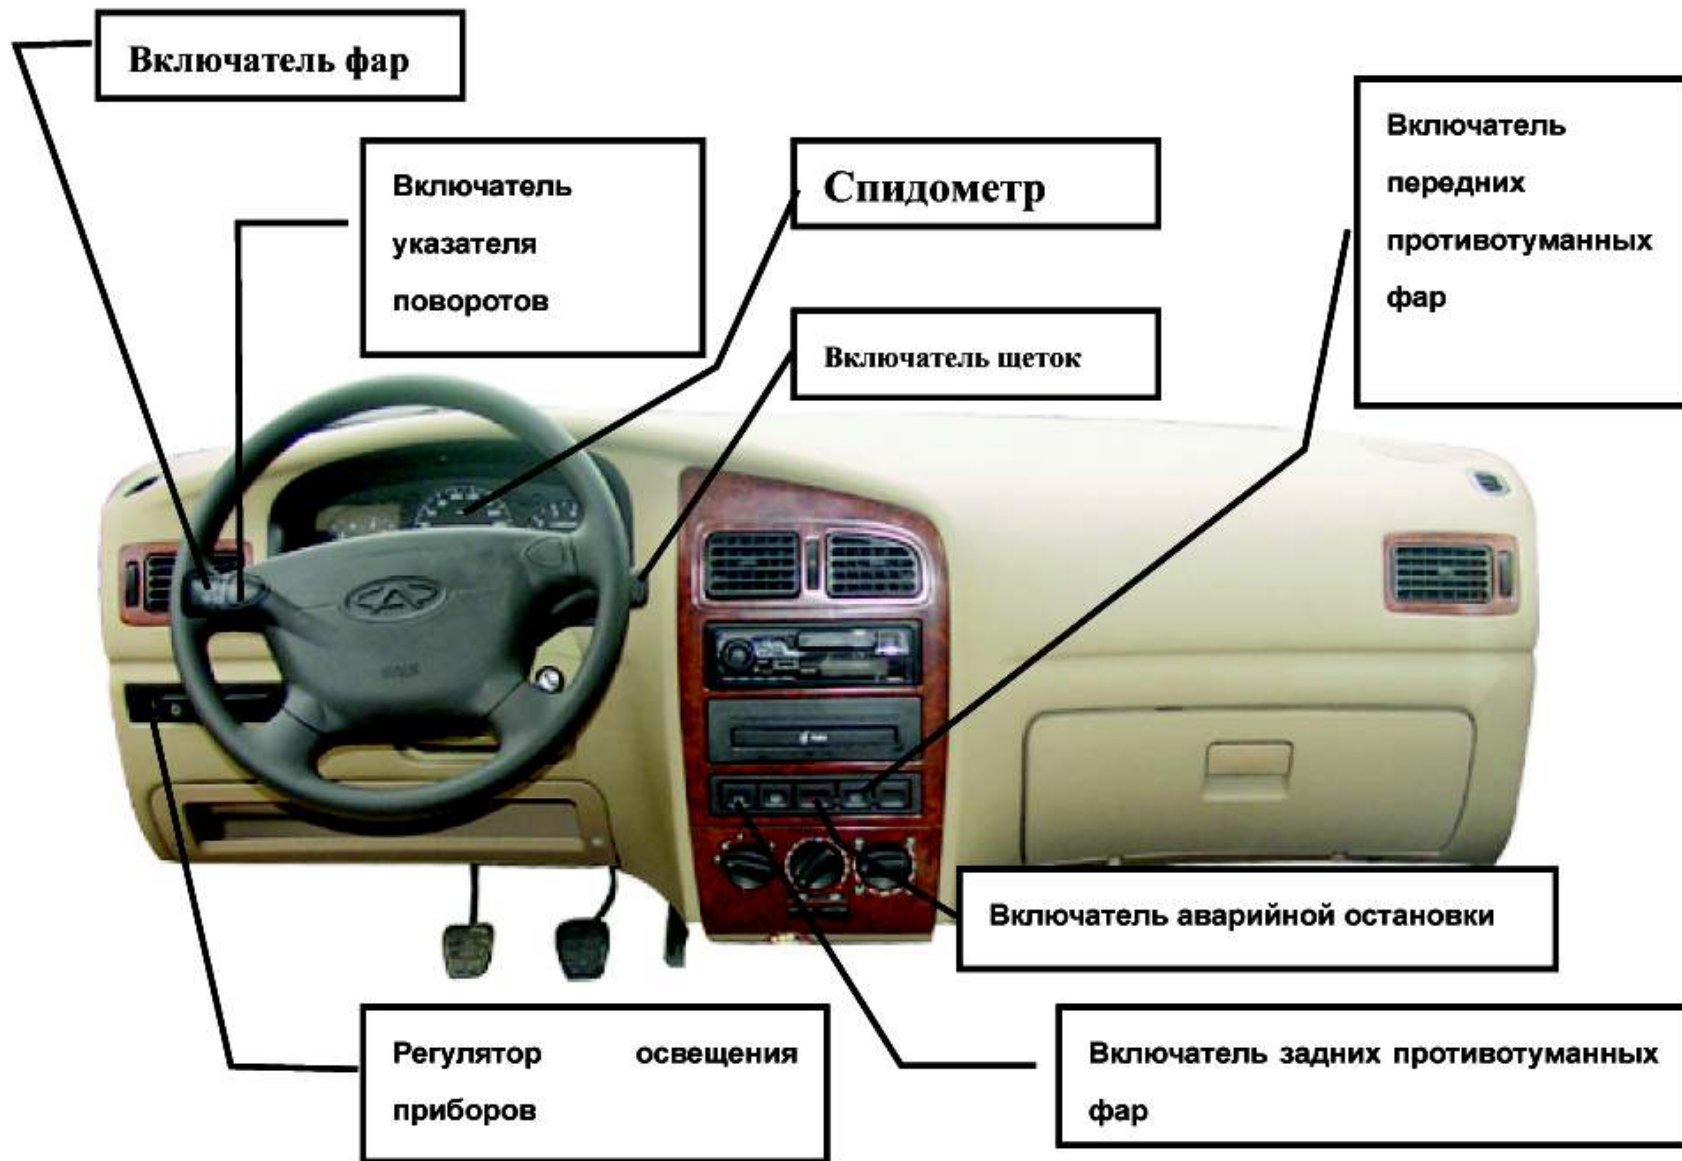 Включатель фар
Включатель
указателя
поворотов
Спидометр
Включатель
передних
противотуманных
фар
Включатель щеток
Включатель аварийной остановки
Регулятор освещения
приборов
Включатель задних противотуманных
фар